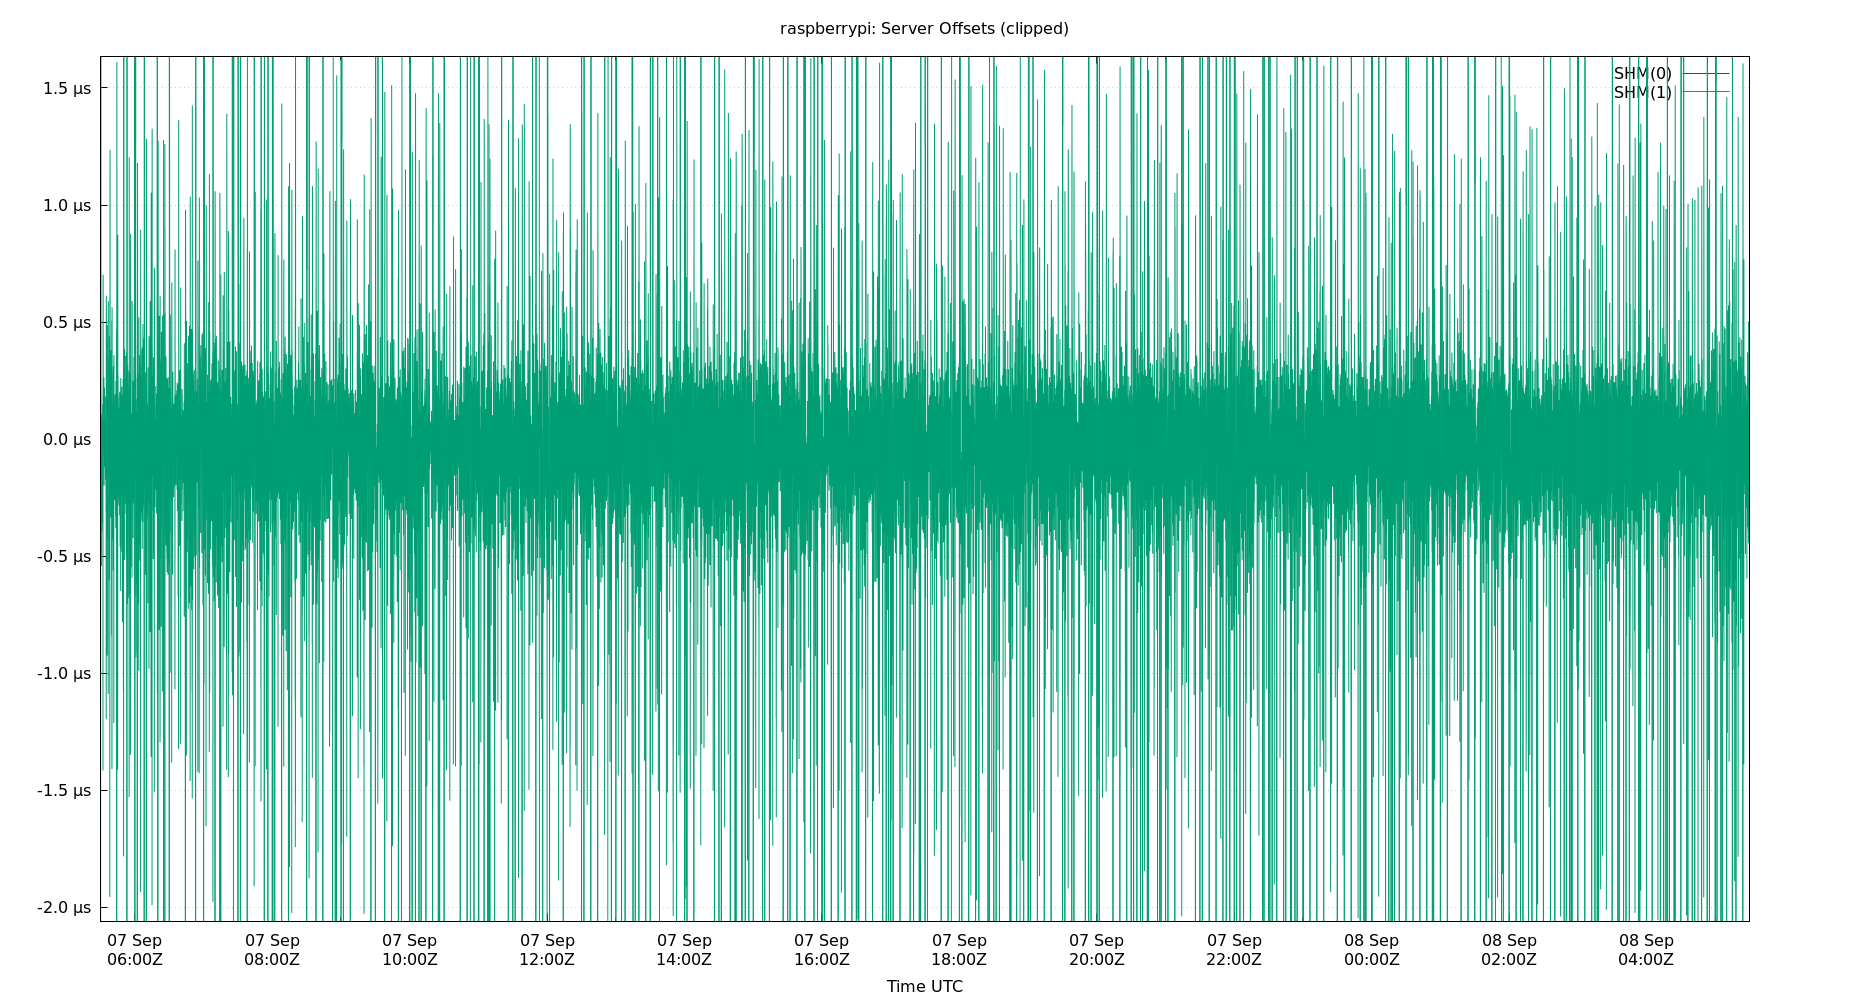 raspberrypi: Server Offsets (clipped)
SHM(0)
SHM(1)
1.5 µs
1.0 µs
0.5 µs
0.0 µs
-0.5 µs
-1.0 µs
-1.5 µs
-2.0 µs
07 Sep 07 Sep 07 Sep 07 Sep 07 Sep 07 Sep 07 Sep 07 Sep 07 Sep 08 Sep 08 Sep 08 Sep
06:00Z 08:00Z 10:00Z 12:00Z 14:00Z 16:00Z 18:00Z 20:00Z 22:00Z 00:00Z 02:00Z 04:00Z
Time UTC